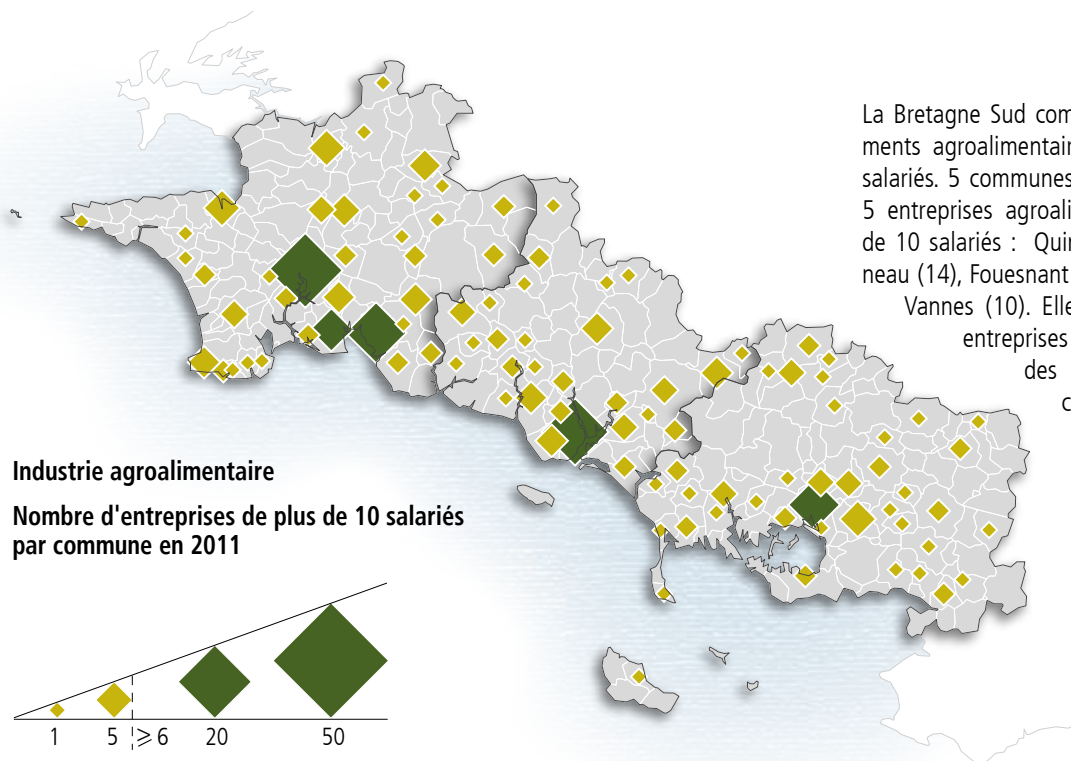 La Bretagne Sud com
ments agroalimentair
salariés. 5 communes
5 entreprises agroali
de 10 salariés : Quir
neau (14), Fouesnant
Vannes (10). Elle
entreprises
des
c
Industrie agroalimentaire
Nombre d'entreprises de plus de 10 salariés
par commune en 2011
1 5 ≥ 6 20 50